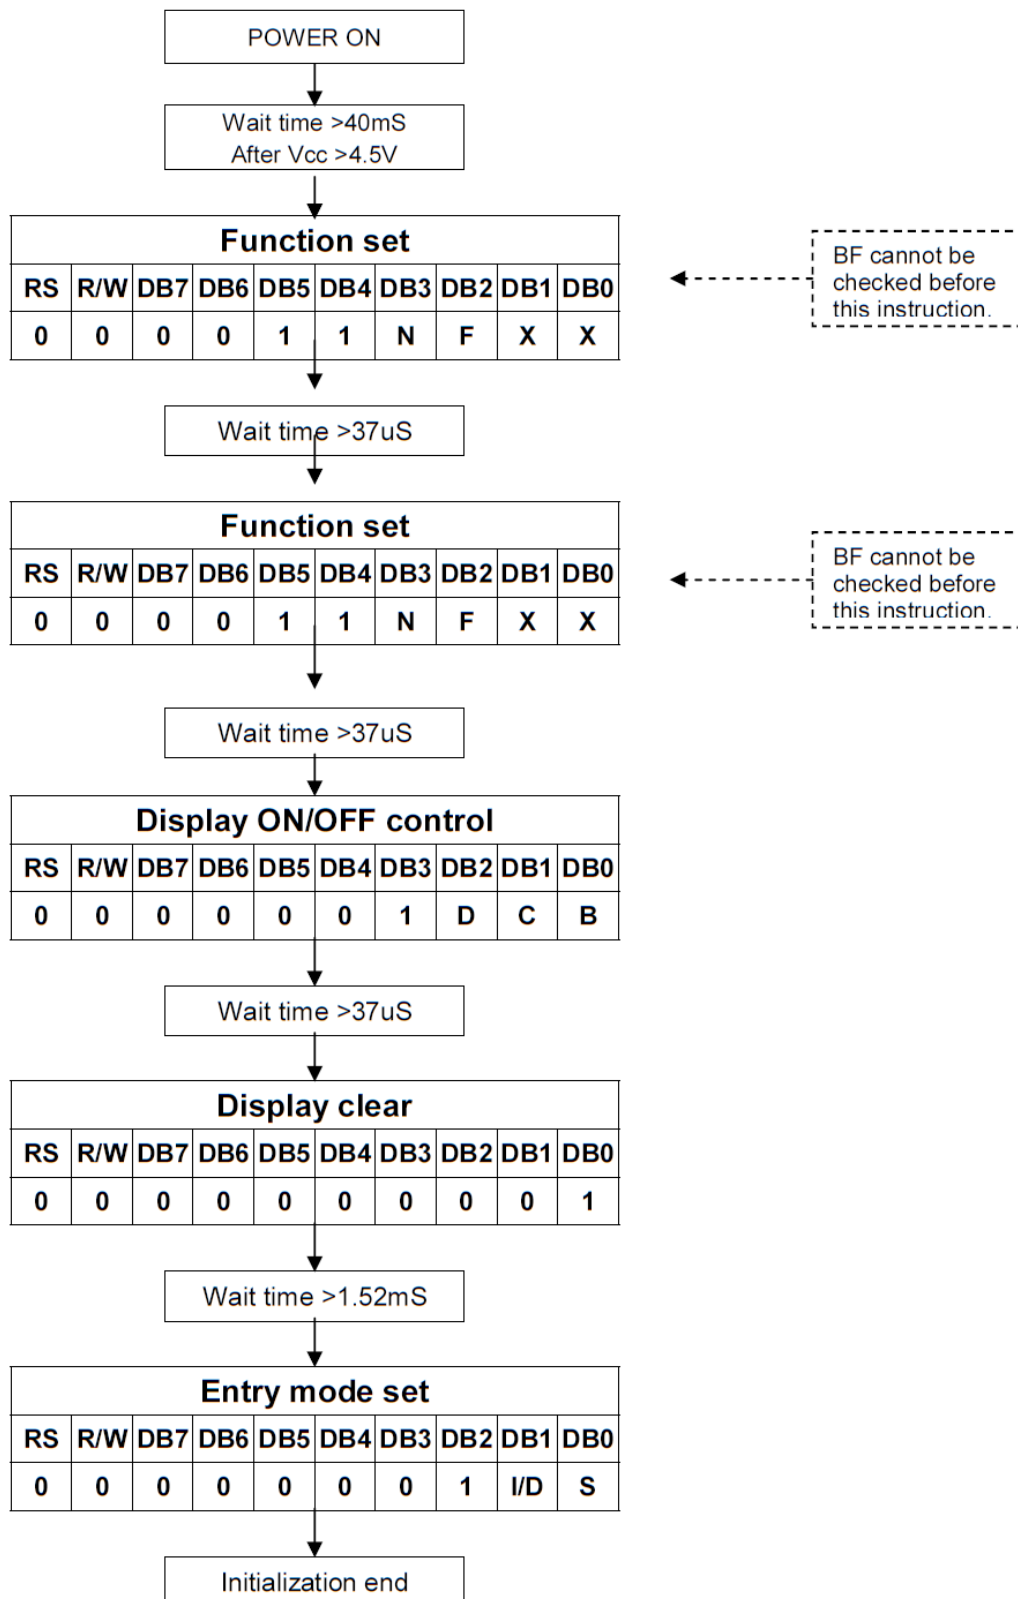 POWER ON
Wait time >40mS
After Vcc >4.5V
Function set
RS R/W DB7 DB6 DB5 DB4 DB3 DB2 DB1 DB0
0 0 0 0 1 1 N F X X
BF cannot be
checked before
this instruction.
Wait time >37uS
Function set
RS R/W DB7 DB6 DB5 DB4 DB3 DB2 DB1 DB0
0 0 0 0 1 1 N F X X
BF cannot be
checked before
this instruction.
Wait time >37uS
Display ON/OFF control
RS R/W DB7 DB6 DB5 DB4 DB3 DB2 DB1 DB0
0 0 0 0 0 0 1 D C B
Wait time >37uS
Display clear
RS R/W DB7 DB6 DB5 DB4 DB3 DB2 DB1 DB0
0 0 0 0 0 0 0 0 0 1
Wait time >1.52mS
Entry mode set
RS R/W DB7 DB6 DB5 DB4 DB3 DB2 DB1 DB0
0 0 0 0 0 0 0 1 I/D S
Initialization end